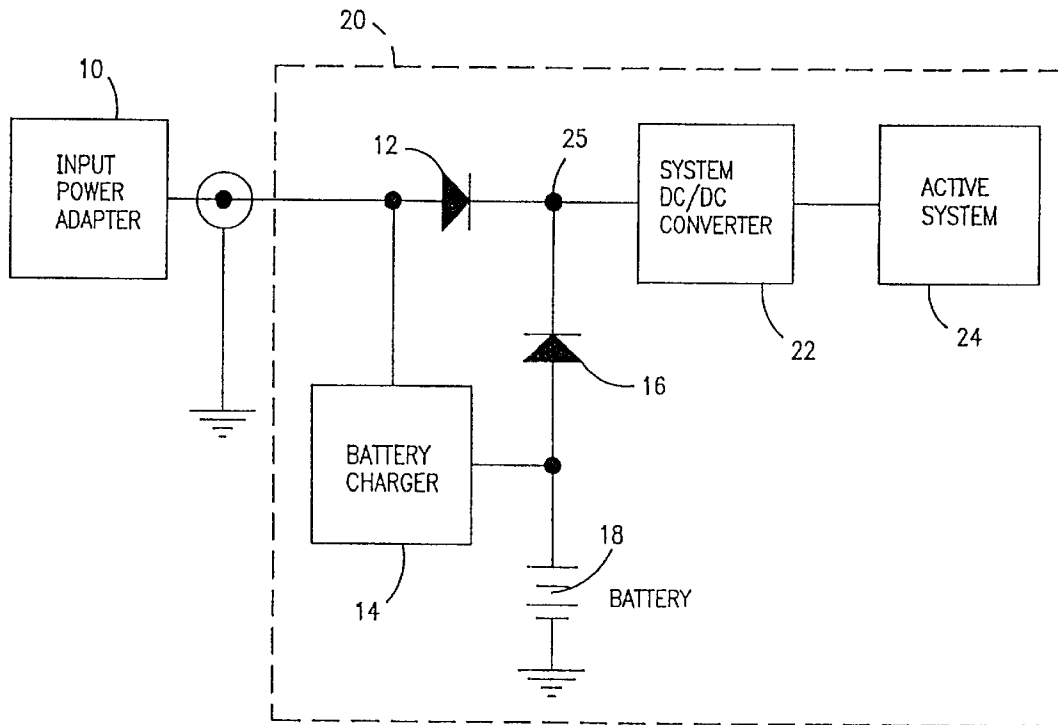 20
10
INPUT
POWER
ADAPTER
12
25
SYSTEM
DC/DC
CONVERTER
ACTIVE
SYSTEM
22
24
16
BATTERY
CHARGER
14
18
BATTERY